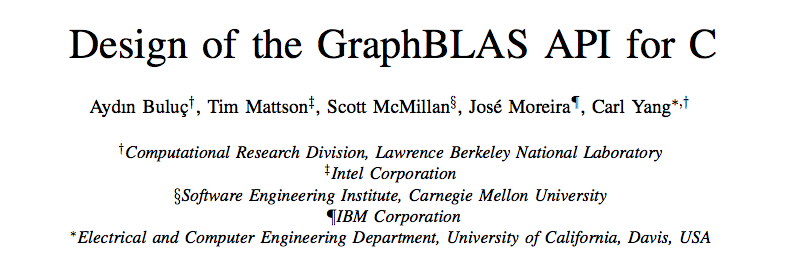 Design of the GraphBLAS API for C
Aydın Buluç†, Tim Mattson‡, Scott McMillan§, José Moreira¶, Carl Yang*,†
†Computational Research Division, Lawrence Berkeley National Laboratory
‡Intel Corporation
§Software Engineering Institute, Carnegie Mellon University
¶IBM Corporation
*Electrical and Computer Engineering Department, University of California, Davis, USA